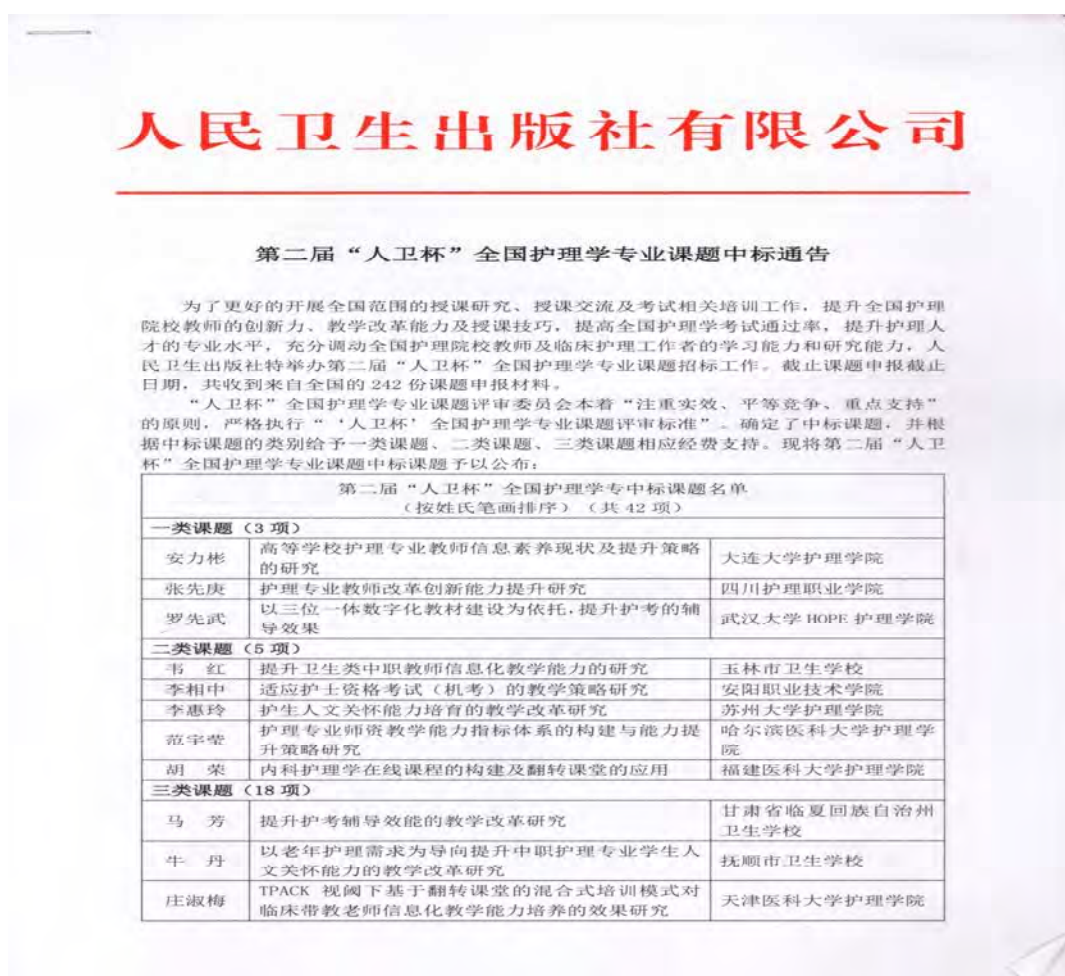 人民卫生出版社有限公司
第二届“人卫杯”全国护理学专业课题中标通告
为了更好的开展全国范围的授课研究、授课交流及考试相关培训工作，提升全国护理
院校教师的创新力、教学改革能力及授课技巧，提高全国护理学考试通过率，提升护理人
才的专业水平，充分调动全国护理院校教师及临床护理工作者的学习能力和研究能力，人
民卫生出版社特举办第二届“人卫杯”全国护理学专业课题招标工作。截止课题申报截止
日期，共收到来自全国的 242 份课题申报材料。
“人卫杯”全国护理学专业课题评审委员会本着“注重实效、平等竞争、重点支持”
的原则，严格执行“‘人卫杯’全国护理学专业课题评审标准”，确定了中标课题，并根
据中标课题的类别给予一类课题、二类课题、三类课题相应经费支持。现将第二届“人卫
杯”全国护理学专业课题中标课题予以公布：
第二届“人卫杯”全国护理学专中标课题名单
（按姓氏笔画排序）（共 42 项）
一类课题（3 项）
安力彬 高等学校护理专业教师信息素养现状及提升策略 大连大学护理学院
的研究
张先庚 护理专业教师改革创新能力提升研究 四川护理职业学院
罗先武 以三位一体数字化教材建设为依托，提升护考的辅 武汉大学 HOPE 护理学院
导效果
二类课题（5 项）
韦 红 提升卫生类中职教师信息化教学能力的研究 玉林市卫生学校
李相中 适应护士资格考试（机考）的教学策略研究 安阳职业技术学院
李惠玲 护生人文关怀能力培育的教学改革研究 苏州大学护理学院
范宇莹 护理专业师资教学能力指标体系的构建与能力提 哈尔滨医科大学护理学
升策略研究 院
胡 荣 内科护理学在线课程的构建及翻转课堂的应用 福建医科大学护理学院
三类课题（18 项）
马 芳 提升护考辅导效能的教学改革研究 甘肃省临夏回族自治州
卫生学校
牛 丹 以老年护理需求为导向提升中职护理专业学生人 抚顺市卫生学校
文关怀能力的教学改革研究
庄淑梅 TPACK 视阈下基于翻转课堂的混合式培训模式对 天津医科大学护理学院
临床带教老师信息化教学能力培养的效果研究